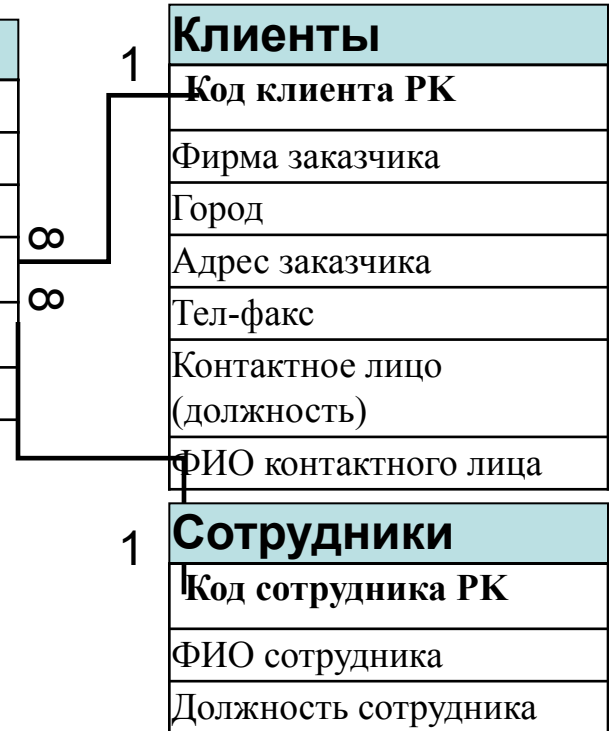 1
Клиенты
Код клиента PK
Фирма заказчика
Город
∞
Адрес заказчика
∞
Тел-факс
Контактное лицо
(должность)
ФИО контактного лица
1
Сотрудники
Код сотрудника PK
ФИО сотрудника
Должность сотрудника